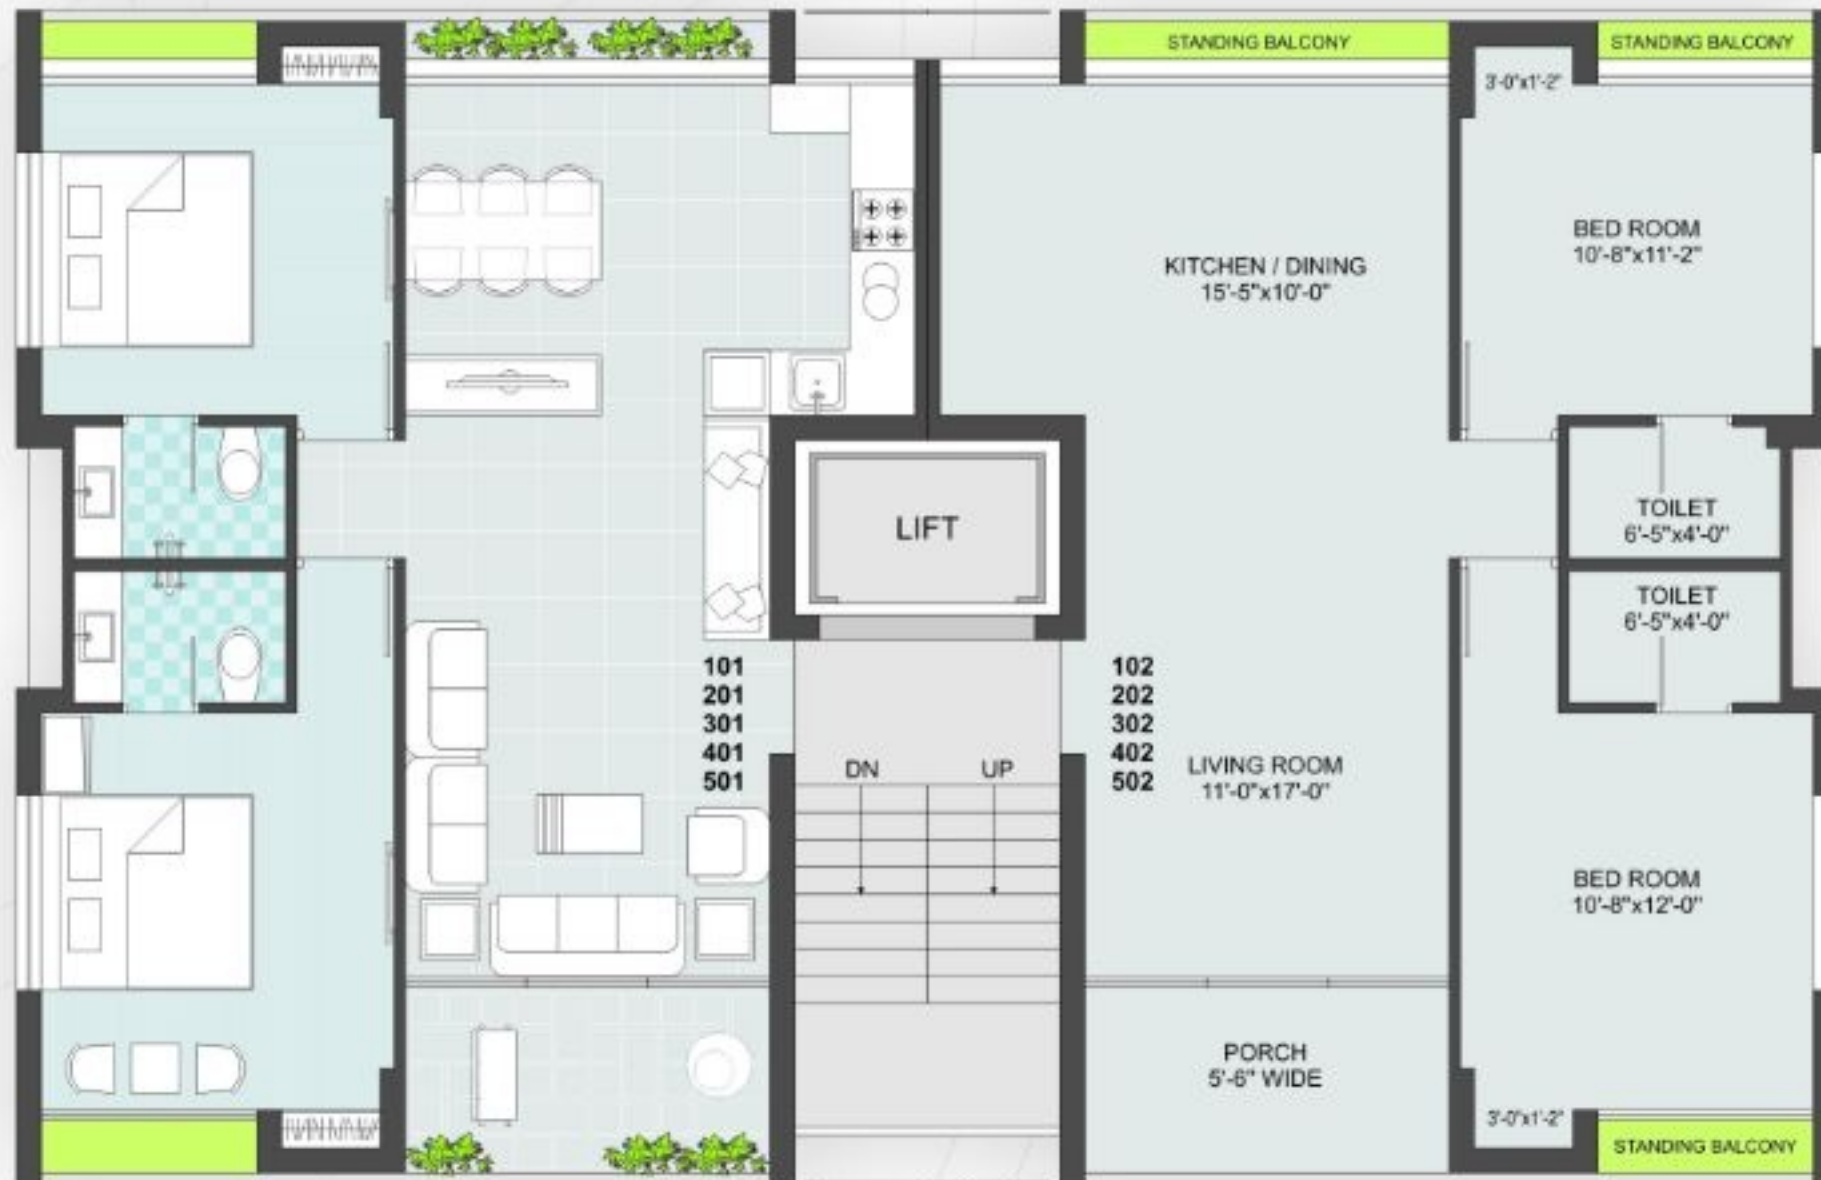 STANDING BALCONY
STANDING BALCONY
3'-0"x1'-2"
BED ROOM
10'-8"x11'-2"
KITCHEN / DINING
15'-5"x10'-0"
LIFT
TOILET
6'-5"x4'-0"
TOILET
6'-5"x4'-0"
101
201
301
401
501
102
202
302
402
502
DN
UP
LIVING ROOM
11'-0"x17'-0"
BED ROOM
10'-8"x12'-0"
PORCH
5'-6" WIDE
3'-0"x1'-2"
STANDING BALCONY